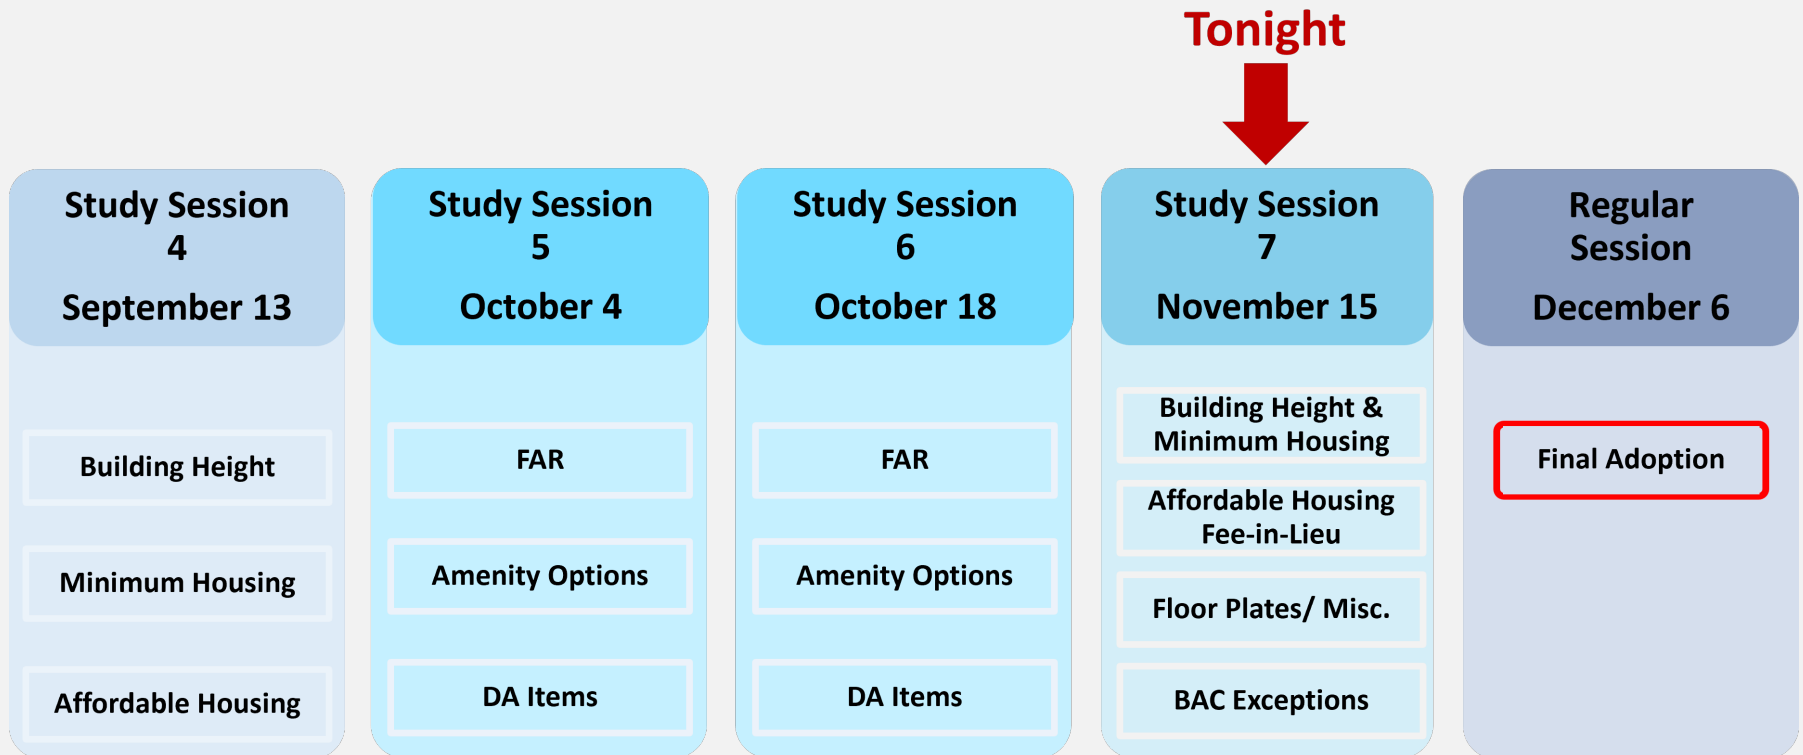 Tonight
Study Session
4
September 13
Building Height
Minimum Housing
Affordable Housing
Study Session
5
October 4
FAR
Amenity Options
DA Items
Study Session
6
October 18
FAR
Amenity Options
DA Items
Study Session
7
November 15
Building Height &
Minimum Housing
Affordable Housing
Fee-in-Lieu
Floor Plates/ Misc.
BAC Exceptions
Regular
Session
December 6
Final Adoption